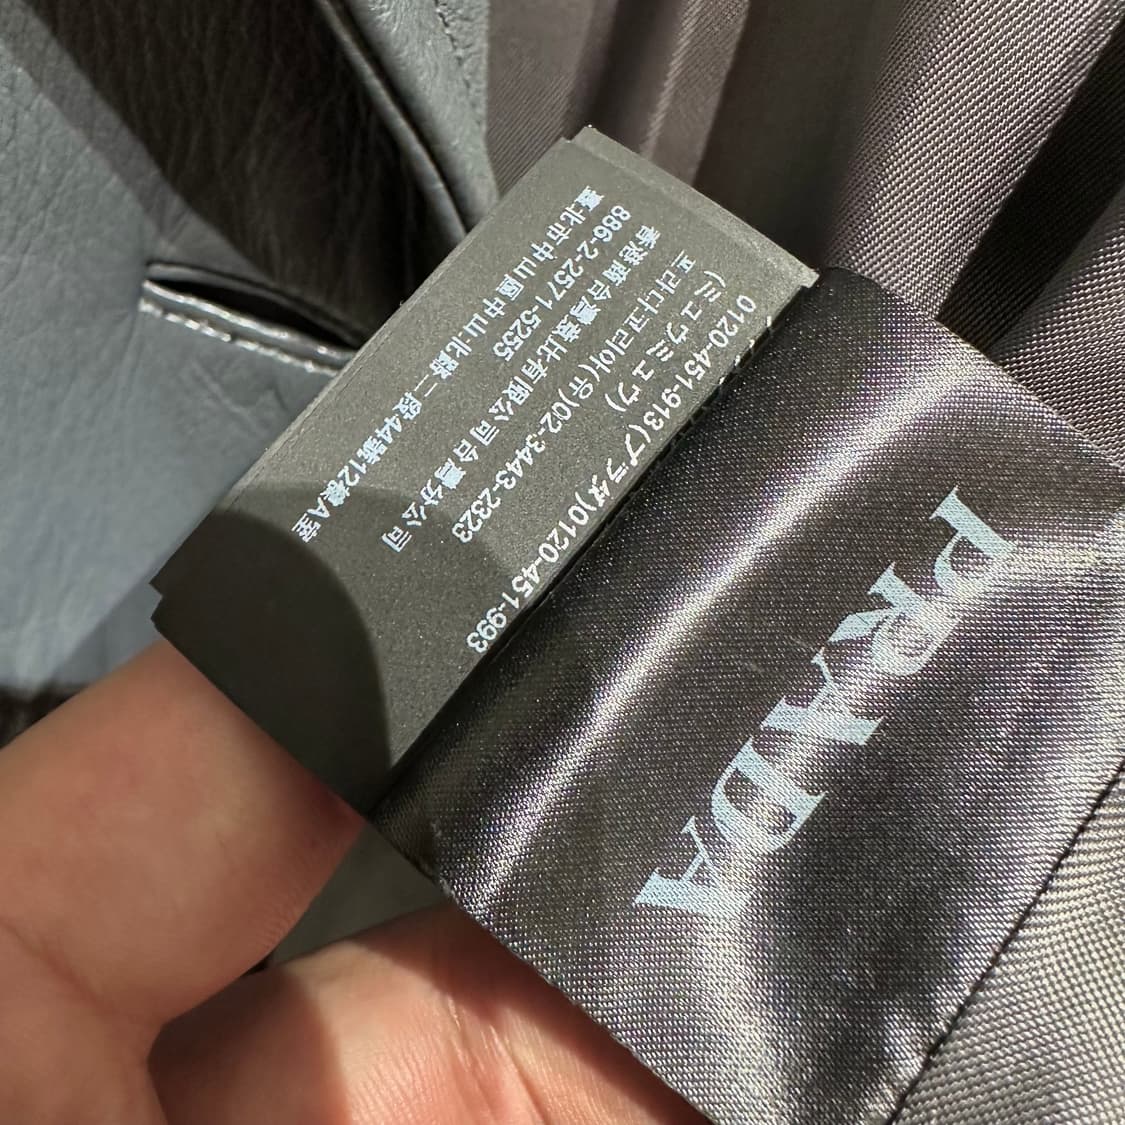 0120-451-913(プラダ)0120-451-993
(ミュウミュウ)
프라다코리아(유)02-3443-2323
香港商台灣普拉達有限公司台灣分公司
886-2-2571-5255
臺北市中山區中山北路二段44號12樓A室
PRADA